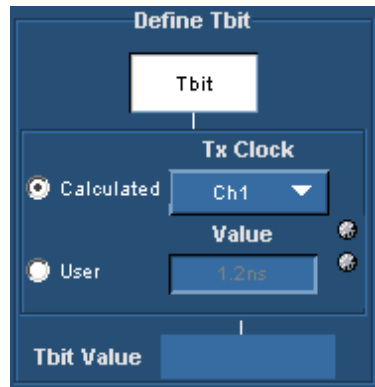 Define Tbit
Tbit
Tx Clock
Calculated
Ch1
Value
User
1.2ns
Tbit Value